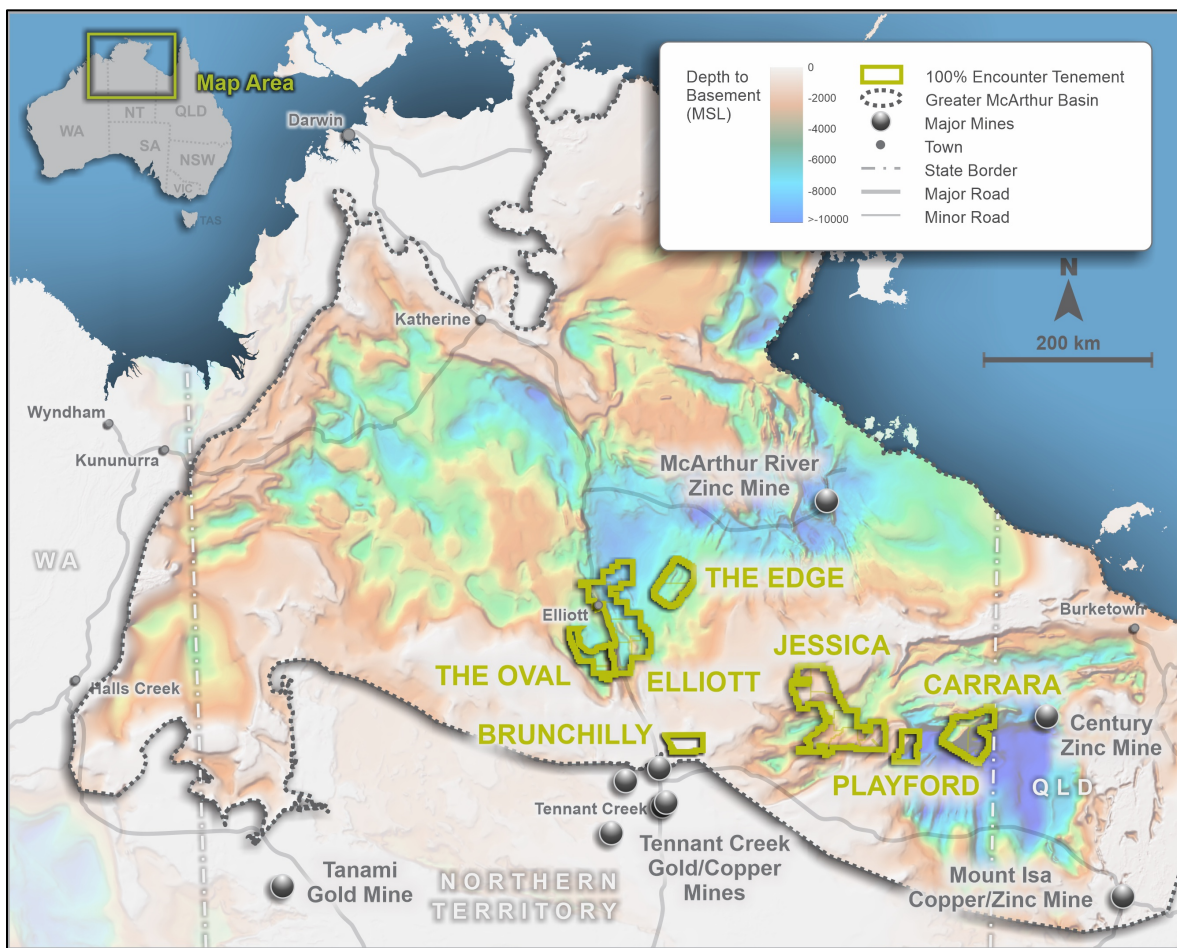 Map Area
NT
QLD
WA
SA
NSW
VIC
TAS
Depth to
Basement
(MSL)
0
-2000
-4000
-6000
-8000
>-10000
100% Encounter Tenement
Greater McArthur Basin
Major Mines
Town
State Border
Major Road
Minor Road
N
200 km
Darwin
Katherine
Wyndham
Kununurra
McArthur River
Zinc Mine
WA
THE EDGE
Elliott
Burketown
JESSICA
THE OVAL
ELLIOTT
CARRARA
Halls Creek
BRUNCHILLY
Century
Zinc Mine
PLAYFORD
QLD
Tennant Creek
Tennant Creek
Gold/Copper
Mines
Tanami
Gold Mine
NORTHERN
TERRITORY
Mount Isa
Copper/Zinc Mine